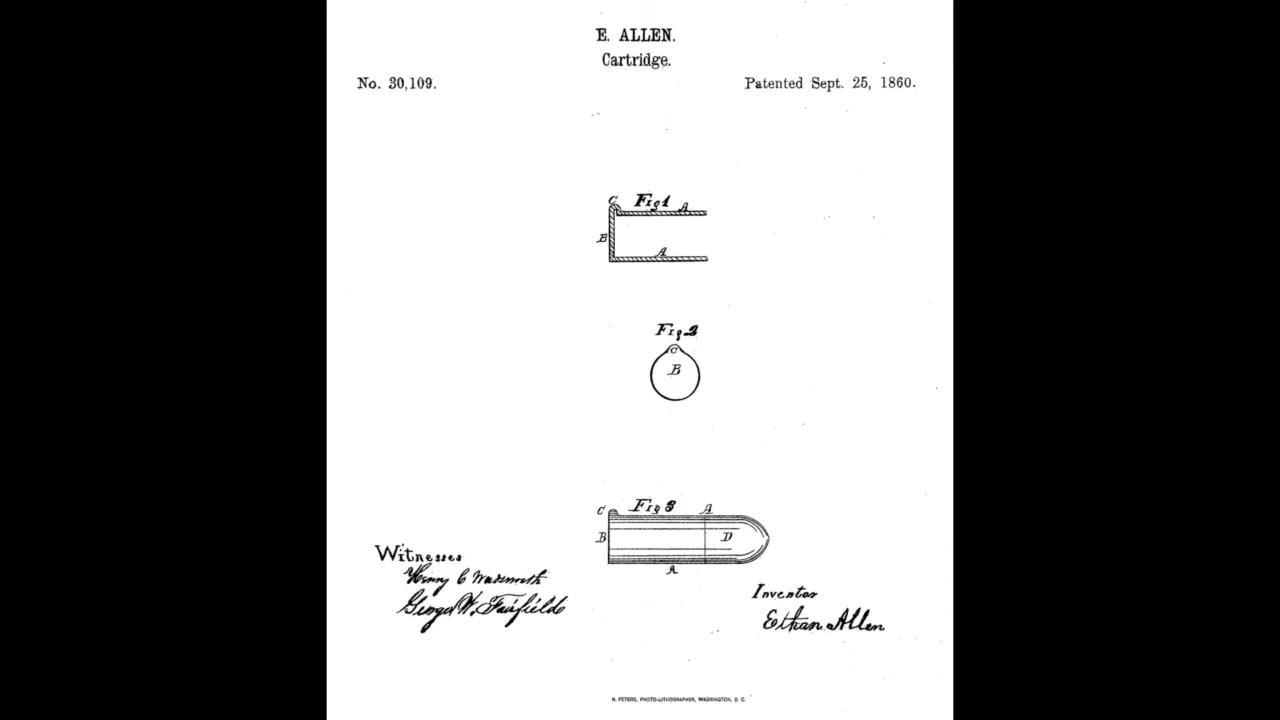 E. ALLEN.
Cartridge.
No. 30,109.
Patented Sept. 25, 1860.
C
Fig 1
A
B
A
Fig 2
C
B
C
Fig 3
A
B
D
A
Witnesses
Henry C Wadsworth
George W. Fairfield
Inventor
Ethan Allen
N. PETERS, PHOTO-LITHOGRAPHER, WASHINGTON, D. C.